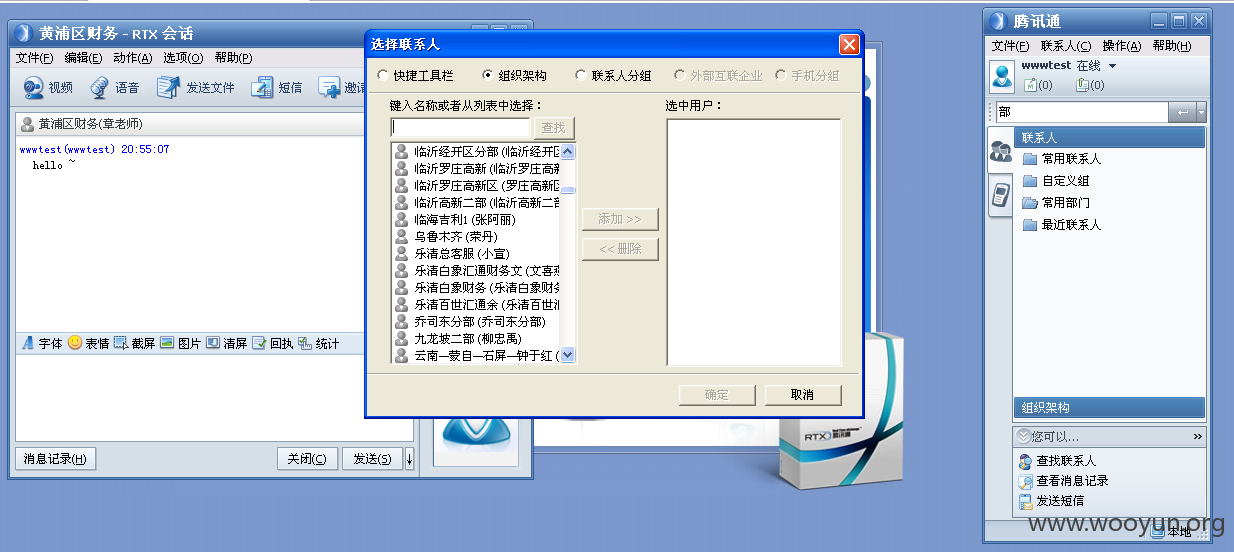 黄浦区财务 - RTX 会话
文件(F) 编辑(E) 动作(A) 选项(O) 帮助(P)
视频 语音 发送文件 短信 邀请
黄浦区财务(章老师)
wwwtest(wwwtest) 20:55:07
hello ~
字体 表情 截屏 图片 清屏 回执 统计
消息记录(H) 关闭(C) 发送(S)
选择联系人
快捷工具栏 组织架构 联系人分组 外部互联企业 手机分组
键入名称或者从列表中选择：
查找
临沂经开区分部 (临沂经开区
临沂罗庄高新 (临沂罗庄高新
临沂罗庄高新区 (罗庄高新区
临沂高新二部 (临沂高新二部
临海吉利1 (张阿丽)
乌鲁木齐 (荣丹)
乐清总客服 (小宣)
乐清白象汇通财务文 (文喜
乐清白象财务 (乐清白象财务
乐清百世汇通余 (乐清百世汇
乔司东分部 (乔司东分部)
九龙坡二部 (柳忠禹)
云南—蒙自—石屏—钟于红 (
选中用户：
添加 >>
<< 删除
确定 取消
RTX 腾讯通
腾讯通
文件(F) 联系人(C) 操作(A) 帮助(H)
wwwtest 在线
(0) (0)
部
联系人
常用联系人
自定义组
常用部门
最近联系人
组织架构
您可以... »
查找联系人
查看消息记录
发送短信
本地
www.wooyun.org